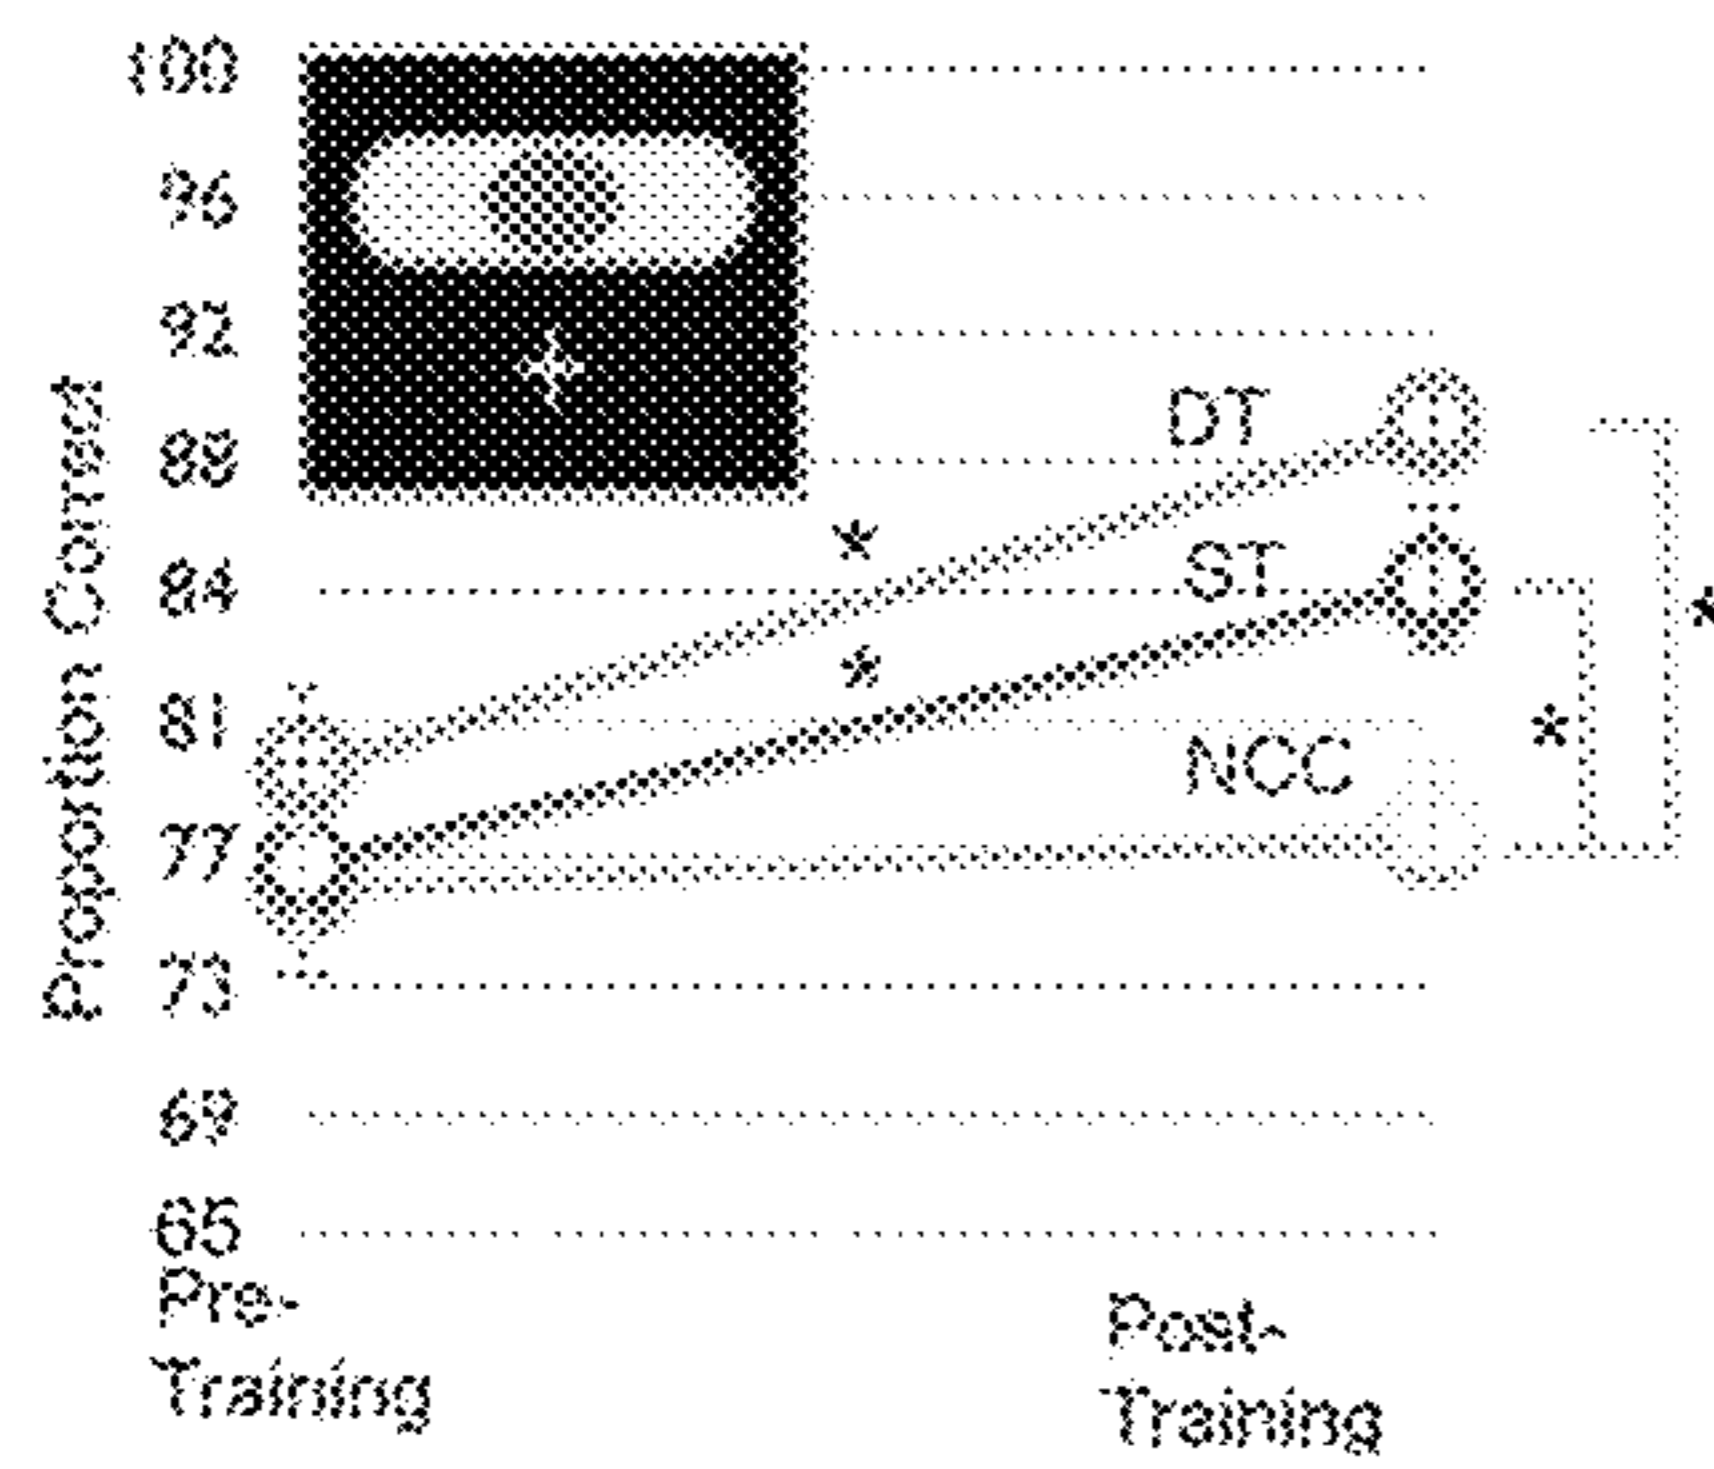 Proportion Correct
100
96
92
88
84
81
77
73
69
65
DT
*
ST
*
*
NCC
*
Pre-
Training
Post-
Training